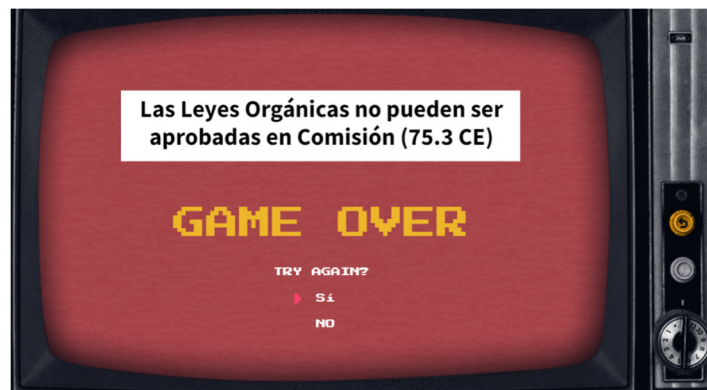 Las Leyes Orgánicas no pueden ser
aprobadas en Comisión (75.3 CE)
GAME OVER
TRY AGAIN?
Sí
NO